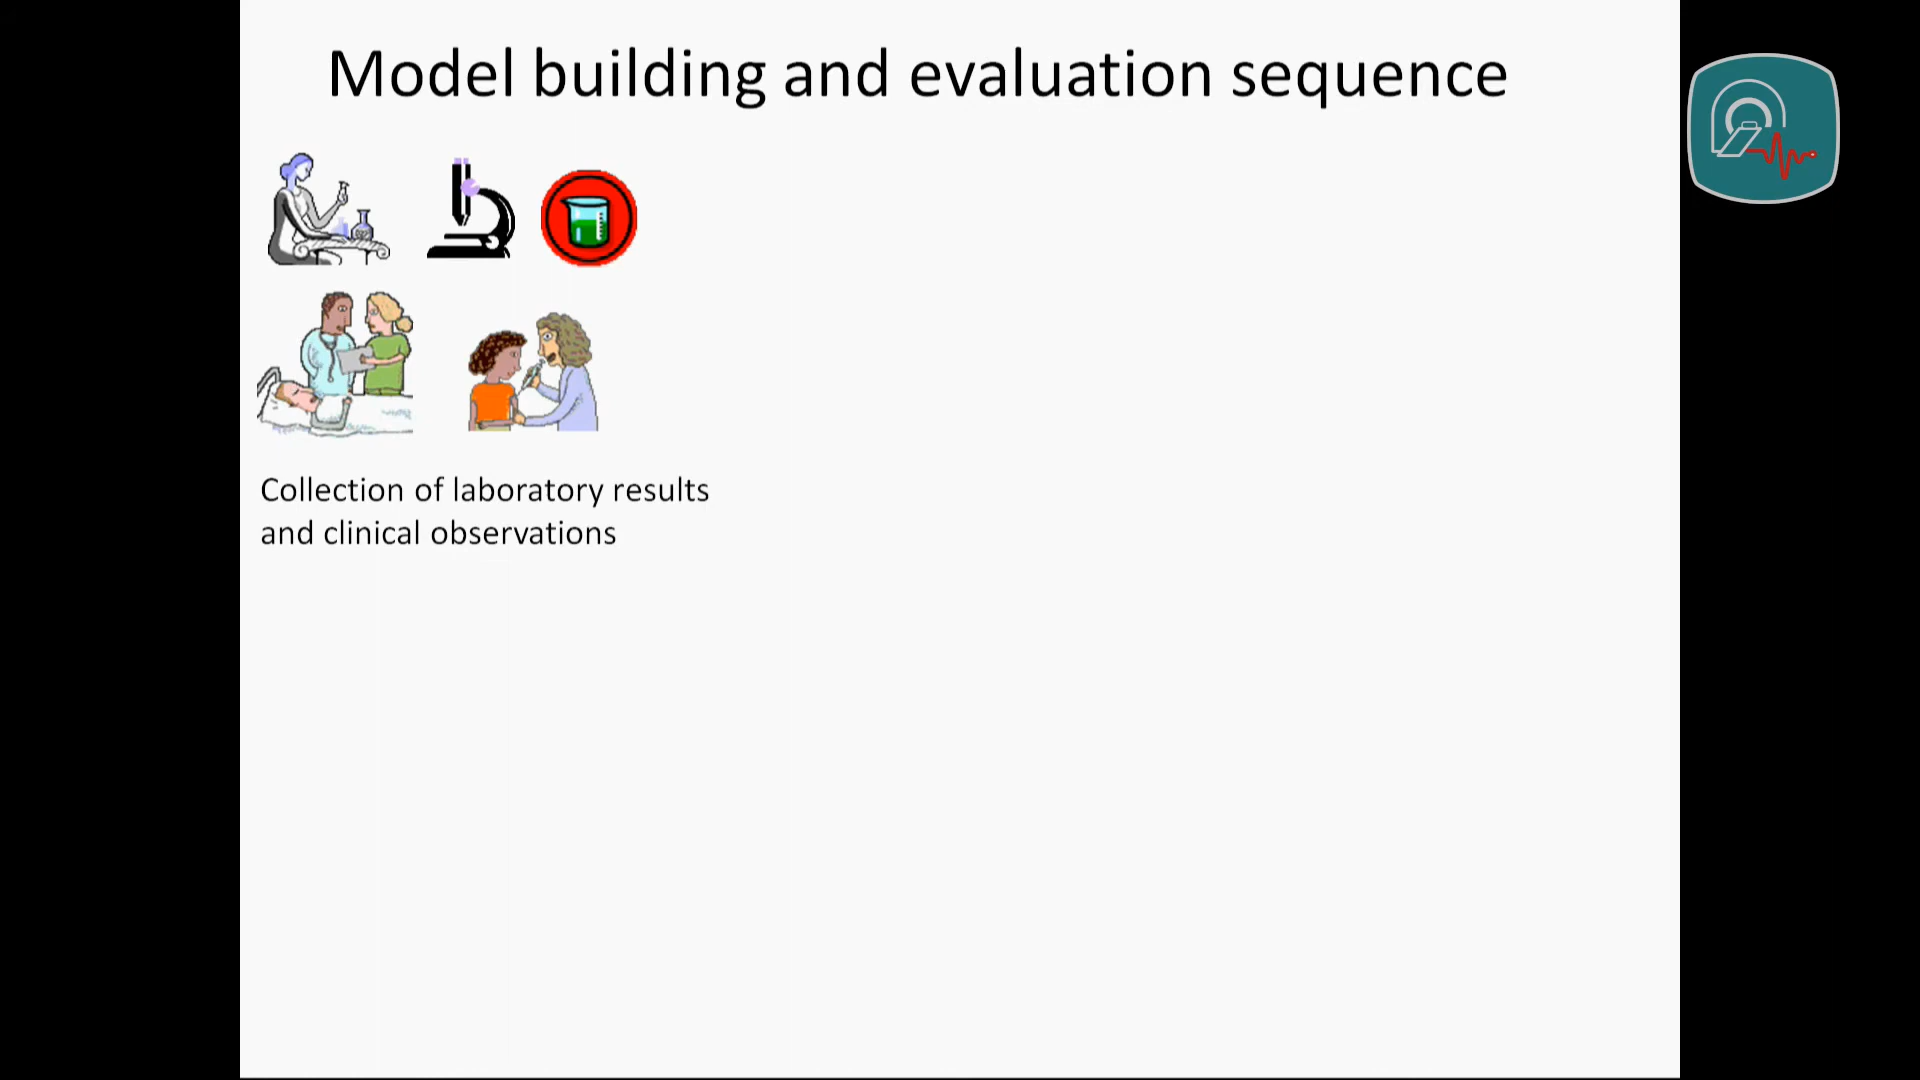 Model building and evaluation sequence
Collection of laboratory results
and clinical observations